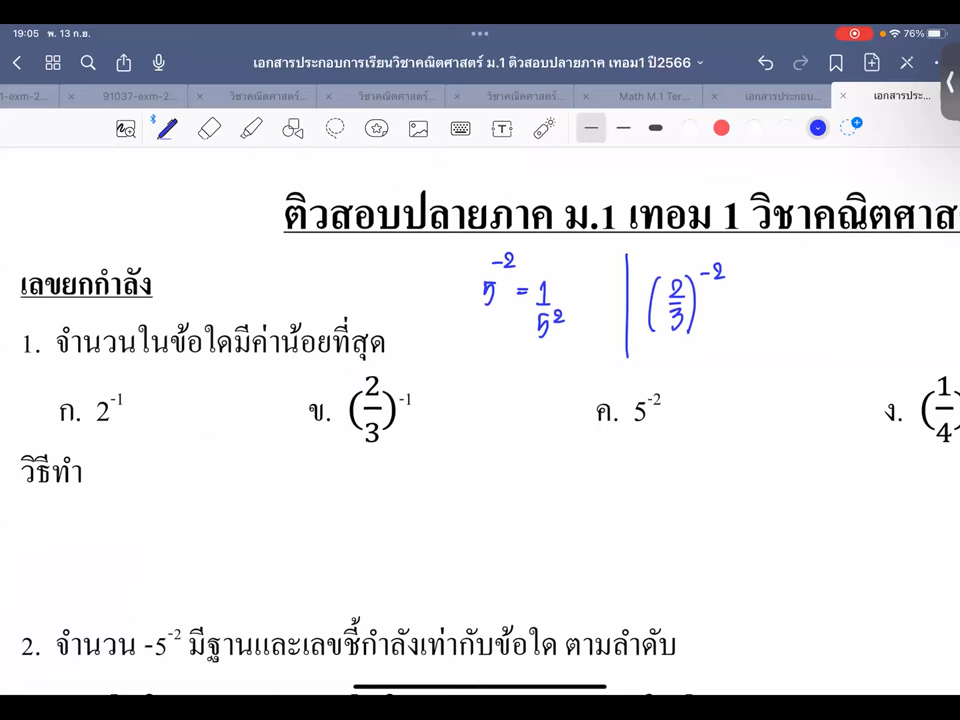 19:05 พ. 13 ก.ย. 76%
เอกสารประกอบการเรียนวิชาคณิตศาสตร์ ม.1 ติวสอบปลายภาค เทอม1 ปี2566
1-exm-2... 91037-exm-2... วิชาคณิตศาสตร์... วิชาคณิตศาสตร์... วิชาคณิตศาสตร์... Math M.1 Ter... เอกสารประกอบ... เอกสารประ...
ติวสอบปลายภาค ม.1 เทอม 1 วิชาคณิตศาส
เลขยกกำลัง
5⁻² = 1/5² | (2/3)⁻²
1. จำนวนในข้อใดมีค่าน้อยที่สุด
ก. 2⁻¹ ข. (2/3)⁻¹ ค. 5⁻² ง. (1/4)
วิธีทำ
2. จำนวน -5⁻² มีฐานและเลขชี้กำลังเท่ากับข้อใด ตามลำดับ